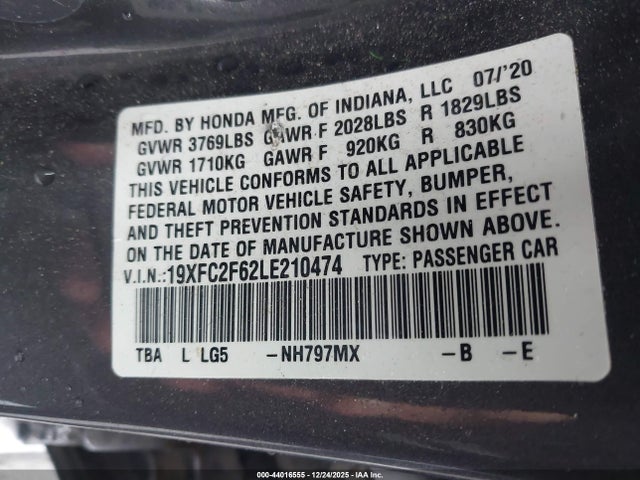 MFD. BY HONDA MFG. OF INDIANA, LLC 07/'20
GVWR 3769LBS GAWR F 2028LBS R 1829LBS
GVWR 1710KG GAWR F 920KG R 830KG
THIS VEHICLE CONFORMS TO ALL APPLICABLE
FEDERAL MOTOR VEHICLE SAFETY, BUMPER,
AND THEFT PREVENTION STANDARDS IN EFFECT
ON THE DATE OF MANUFACTURE SHOWN ABOVE.
V.I.N.:19XFC2F62LE210474 TYPE: PASSENGER CAR
TBA L LG5 -NH797MX -B -E
000-44016555 - 12/24/2025 - IAA Inc.